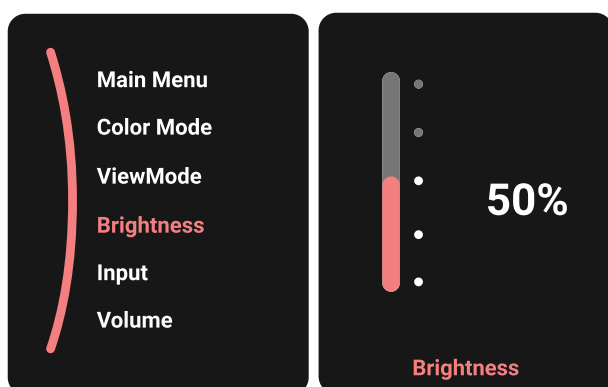 Main Menu
Color Mode
ViewMode
Brightness
Input
Volume
50%
Brightness